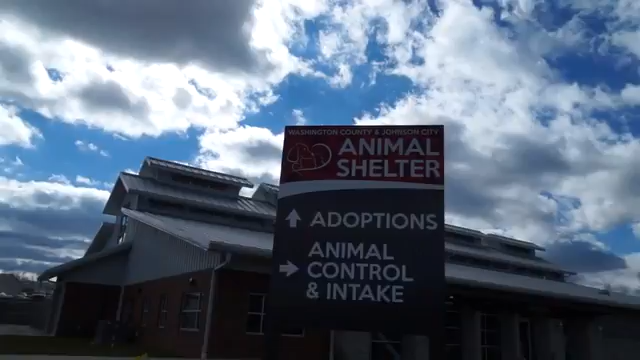 WASHINGTON COUNTY & JOHNSON CITY
ANIMAL
SHELTER
ADOPTIONS
ANIMAL
CONTROL
& INTAKE